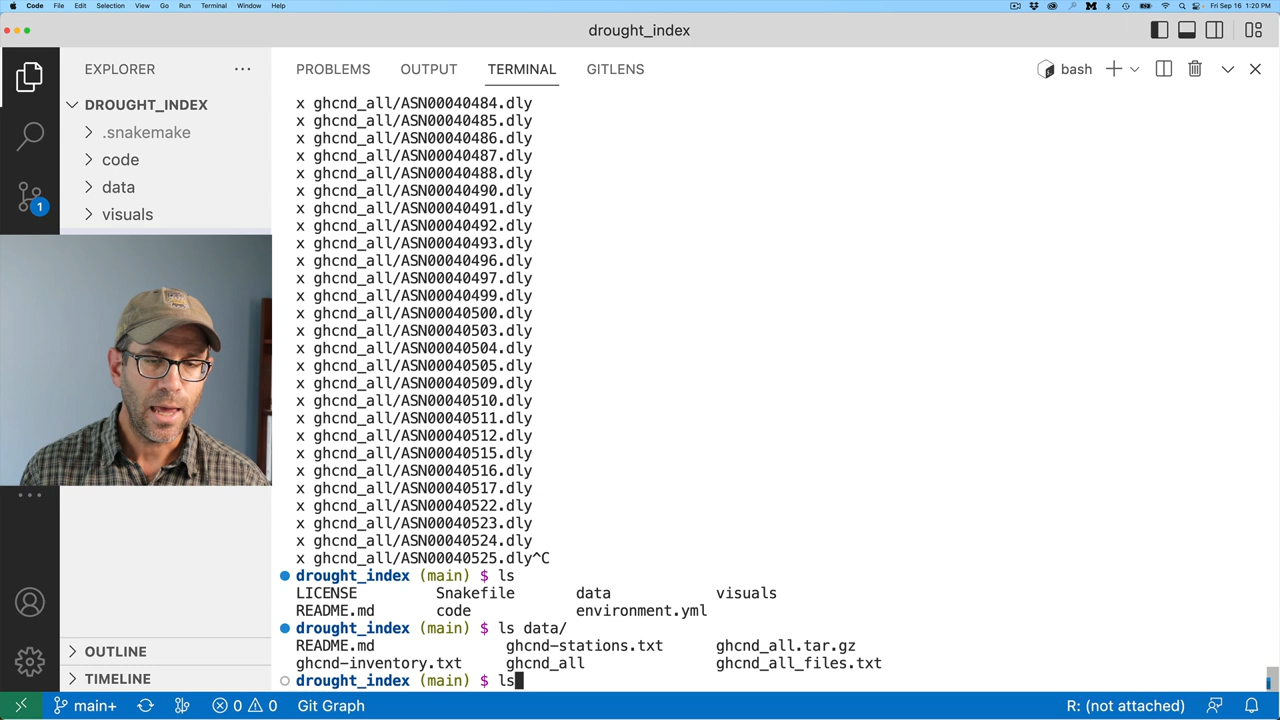 Code File Edit Selection View Go Run Terminal Window Help Fri Sep 16 1:20 PM
drought_index
EXPLORER
PROBLEMS OUTPUT TERMINAL GITLENS
bash
DROUGHT_INDEX
.snakemake
code
data
visuals
1
x ghcnd_all/ASN00040484.dly
x ghcnd_all/ASN00040485.dly
x ghcnd_all/ASN00040486.dly
x ghcnd_all/ASN00040487.dly
x ghcnd_all/ASN00040488.dly
x ghcnd_all/ASN00040490.dly
x ghcnd_all/ASN00040491.dly
x ghcnd_all/ASN00040492.dly
x ghcnd_all/ASN00040493.dly
x ghcnd_all/ASN00040496.dly
x ghcnd_all/ASN00040497.dly
x ghcnd_all/ASN00040499.dly
x ghcnd_all/ASN00040500.dly
x ghcnd_all/ASN00040503.dly
x ghcnd_all/ASN00040504.dly
x ghcnd_all/ASN00040505.dly
x ghcnd_all/ASN00040509.dly
x ghcnd_all/ASN00040510.dly
x ghcnd_all/ASN00040511.dly
x ghcnd_all/ASN00040512.dly
x ghcnd_all/ASN00040515.dly
x ghcnd_all/ASN00040516.dly
x ghcnd_all/ASN00040517.dly
x ghcnd_all/ASN00040522.dly
x ghcnd_all/ASN00040523.dly
x ghcnd_all/ASN00040524.dly
x ghcnd_all/ASN00040525.dly^C
drought_index (main) $ ls
LICENSE Snakefile data visuals
README.md code environment.yml
drought_index (main) $ ls data/
README.md ghcnd-stations.txt ghcnd_all.tar.gz
ghcnd-inventory.txt ghcnd_all ghcnd_all_files.txt
drought_index (main) $ ls
OUTLINE
TIMELINE
main+ 0 0 Git Graph R: (not attached)